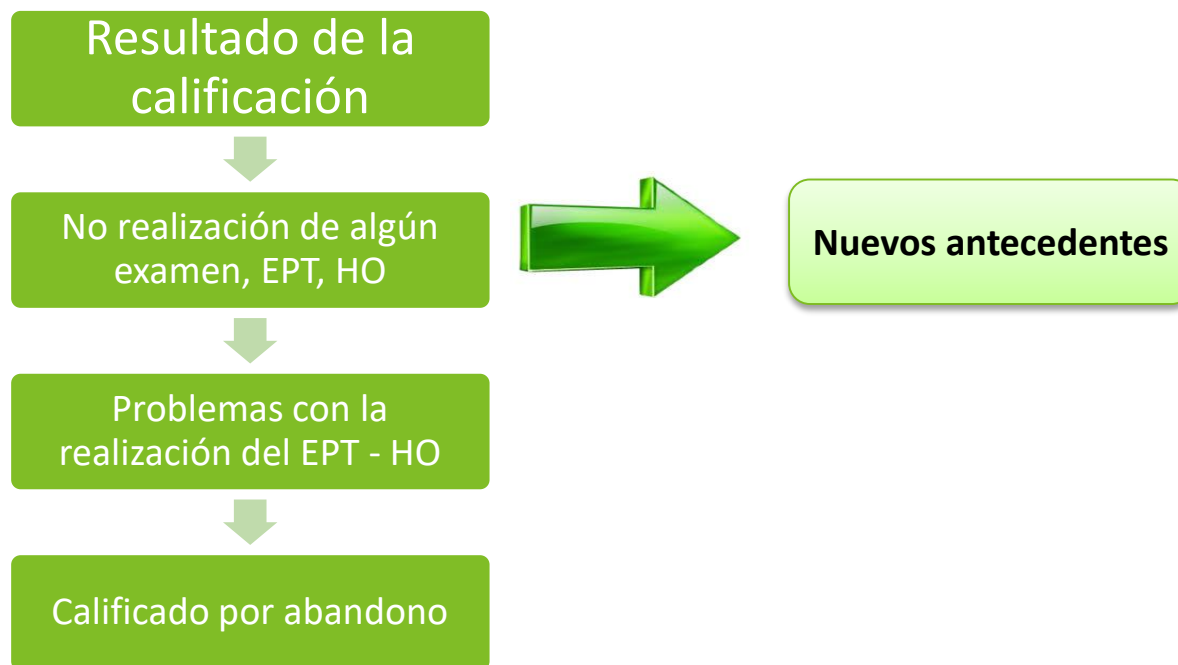 Resultado de la
calificación
No realización de algún
examen, EPT, HO
Nuevos antecedentes
Problemas con la
realización del EPT - HO
Calificado por abandono